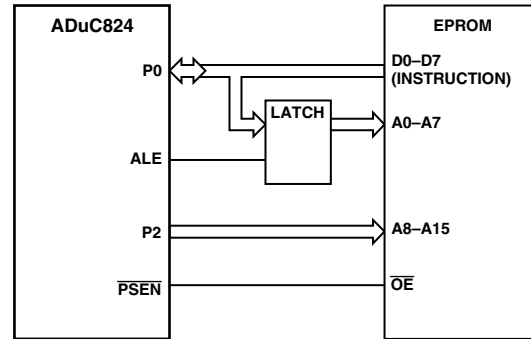 ADuC824
EPROM
P0
D0–D7
(INSTRUCTION)
LATCH
A0–A7
ALE
P2
A8–A15
PSEN
OE